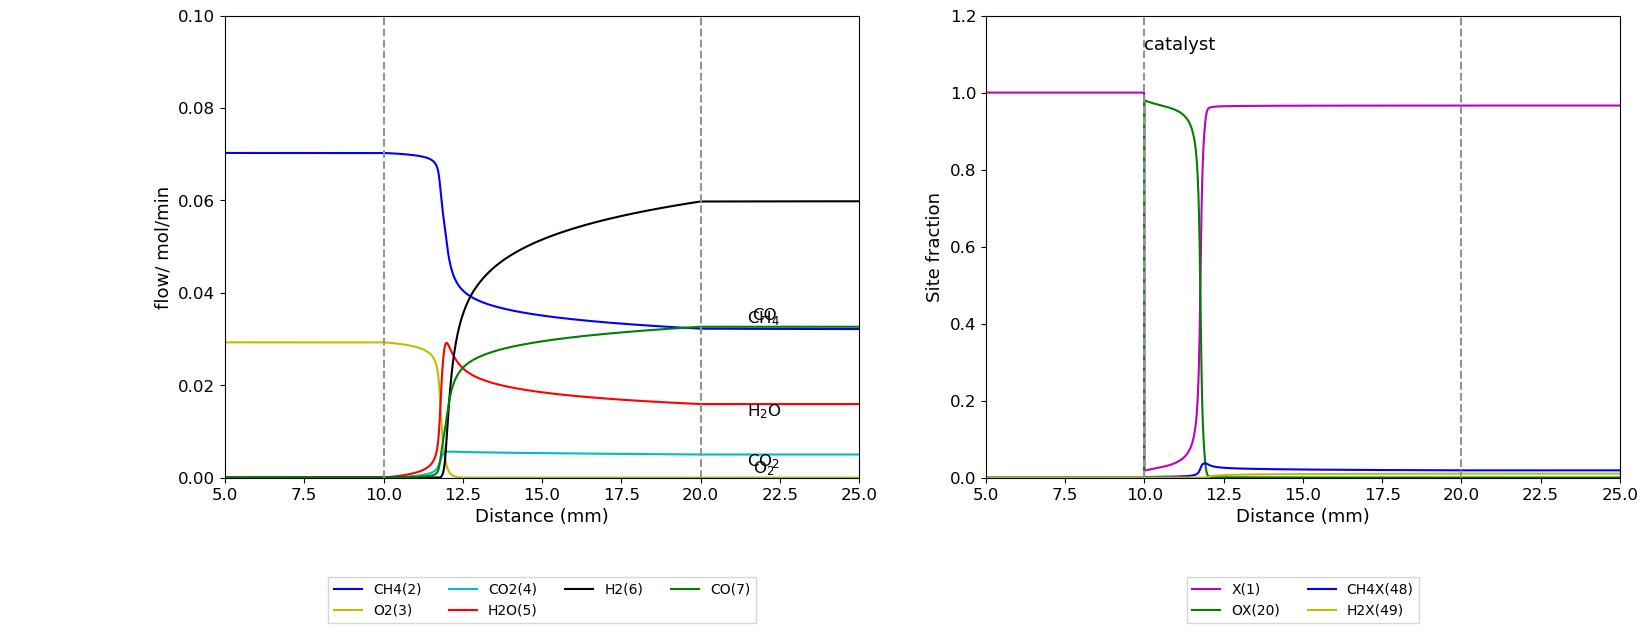 0.10
0.08
0.06
0.04
0.02
0.00
flow/ mol/min
CO
CH4
H2O
CO2
O2
5.0 7.5 10.0 12.5 15.0 17.5 20.0 22.5 25.0
Distance (mm)
CH4(2) CO2(4) H2(6) CO(7)
O2(3) H2O(5)
1.2
1.0
0.8
0.6
0.4
0.2
0.0
Site fraction
catalyst
5.0 7.5 10.0 12.5 15.0 17.5 20.0 22.5 25.0
Distance (mm)
X(1) CH4X(48)
OX(20) H2X(49)